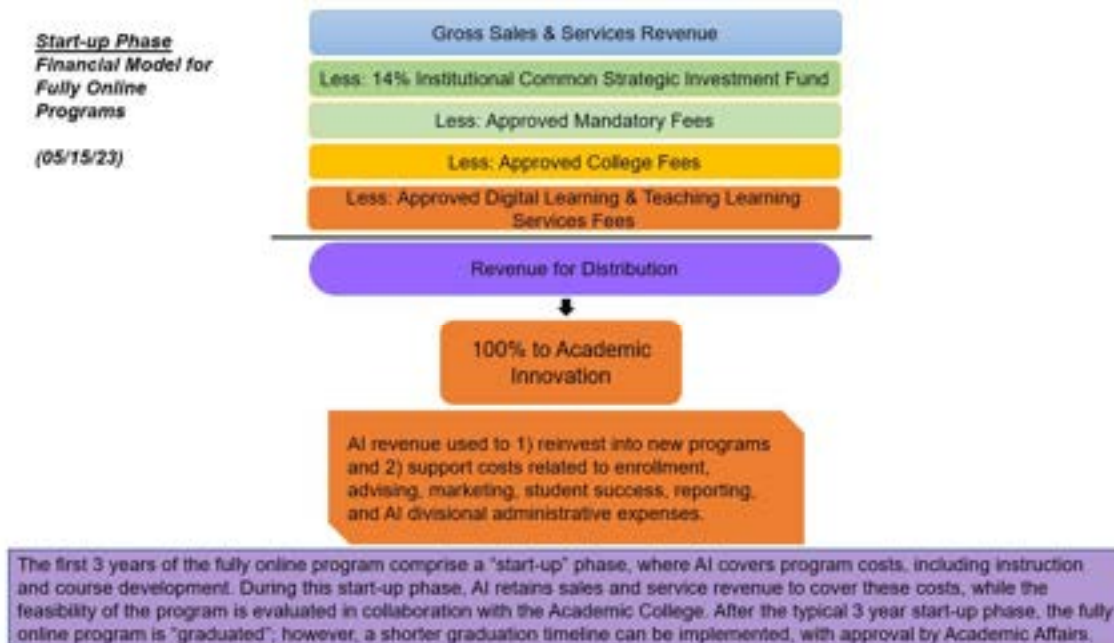 Start-up Phase
Financial Model for
Fully Online
Programs
(05/15/23)
Gross Sales & Services Revenue
Less: 14% Institutional Common Strategic Investment Fund
Less: Approved Mandatory Fees
Less: Approved College Fees
Less: Approved Digital Learning & Teaching Learning
Services Fees
Revenue for Distribution
100% to Academic
Innovation
AI revenue used to 1) reinvest into new programs
and 2) support costs related to enrollment,
advising, marketing, student success, reporting,
and AI divisional administrative expenses.
The first 3 years of the fully online program comprise a "start-up" phase, where AI covers program costs, including instruction
and course development. During this start-up phase, AI retains sales and service revenue to cover these costs, while the
feasibility of the program is evaluated in collaboration with the Academic College. After the typical 3 year start-up phase, the fully
online program is "graduated"; however, a shorter graduation timeline can be implemented, with approval by Academic Affairs.